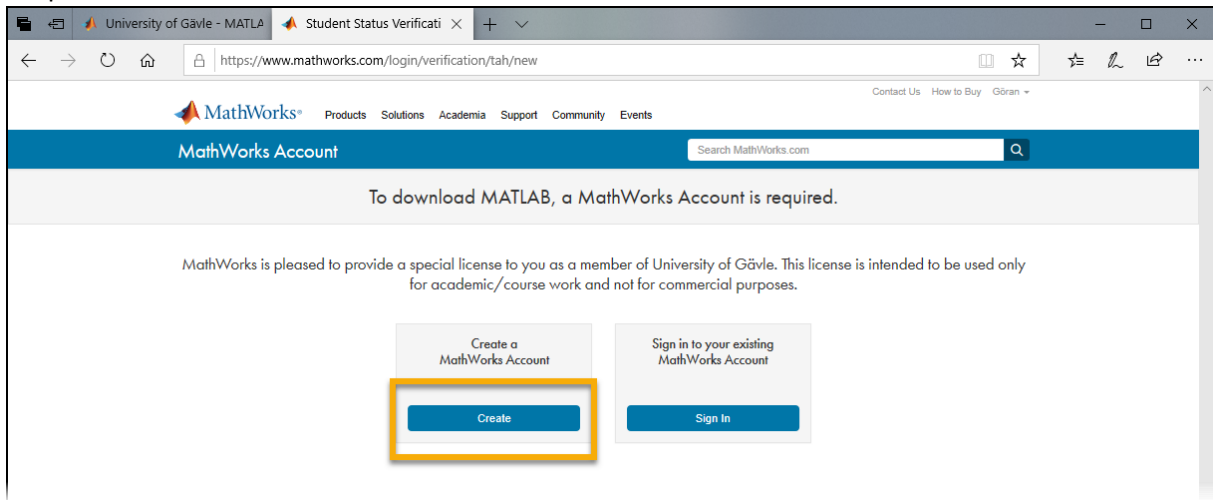 University of Gävle - MATLA
Student Status Verificati
https://www.mathworks.com/login/verification/tah/new
Contact Us How to Buy Göran
MathWorks®
Products Solutions Academia Support Community Events
MathWorks Account
Search MathWorks.com
To download MATLAB, a MathWorks Account is required.
MathWorks is pleased to provide a special license to you as a member of University of Gävle. This license is intended to be used only
for academic/course work and not for commercial purposes.
Create a
MathWorks Account
Create
Sign in to your existing
MathWorks Account
Sign In